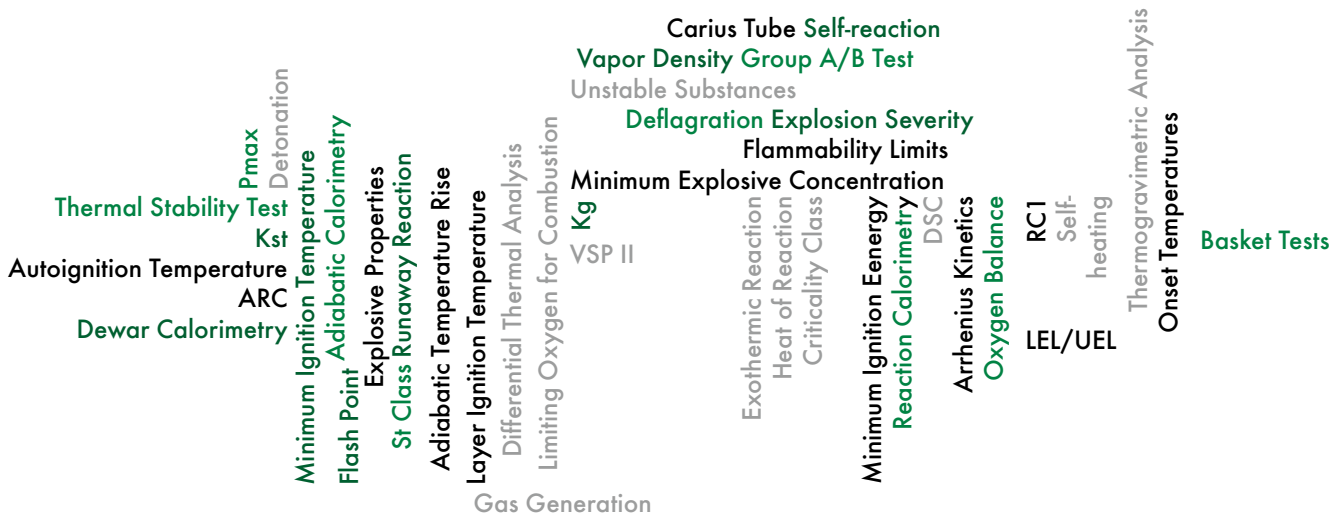 Carius Tube Self-reaction
Vapor Density Group A/B Test
Unstable Substances
Deflagration Explosion Severity
Flammability Limits
Minimum Explosive Concentration
Kg
VSP II
Pmax
Detonation
Thermal Stability Test
Kst
Autoignition Temperature
ARC
Dewar Calorimetry
Minimum Ignition Temperature
Flash Point Adiabatic Calorimetry
Explosive Properties
St Class Runaway Reaction
Adiabatic Temperature Rise
Layer Ignition Temperature
Differential Thermal Analysis
Limiting Oxygen for Combustion
Gas Generation
Exothermic Reaction
Heat of Reaction
Criticality Class
Minimum Ignition Eenergy
Reaction Calorimetry
DSC
Arrhenius Kinetics
Oxygen Balance
RC1
Self-
heating
LEL/UEL
Thermogravimetric Analysis
Onset Temperatures
Basket Tests